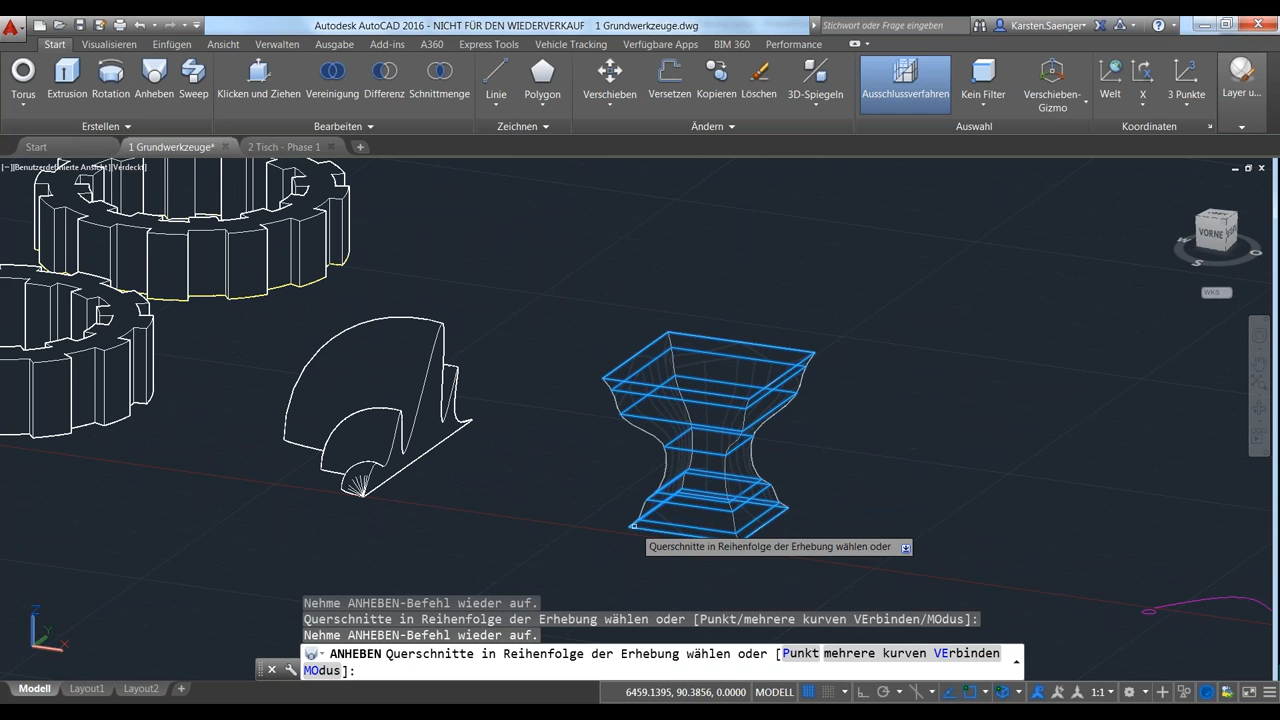 Autodesk AutoCAD 2016 - NICHT FÜR DEN WIEDERVERKAUF 1 Grundwerkzeuge.dwg
Stichwort oder Frage eingeben
Karsten.Saenger
Start Visualisieren Einfügen Ansicht Verwalten Ausgabe Add-ins A360 Express Tools Vehicle Tracking Verfügbare Apps BIM 360 Performance
Torus Extrusion Rotation Anheben Sweep Klicken und Ziehen Vereinigung Differenz Schnittmenge Linie Polygon Verschieben Versetzen Kopieren Löschen 3D-Spiegeln Ausschlussverfahren Kein Filter Verschieben-Gizmo Welt X 3 Punkte Layer u...
Erstellen Bearbeiten Zeichnen Ändern Auswahl Koordinaten
Start 1 Grundwerkzeuge* 2 Tisch - Phase 1
[−][Benutzerdefinierte Ansicht][Verdeckt]
VORNE
W
S
O
WKS
Querschnitte in Reihenfolge der Erhebung wählen oder
Nehme ANHEBEN-Befehl wieder auf.
Querschnitte in Reihenfolge der Erhebung wählen oder [Punkt/mehrere kurven VErbinden/MOdus]:
Nehme ANHEBEN-Befehl wieder auf.
ANHEBEN Querschnitte in Reihenfolge der Erhebung wählen oder [Punkt mehrere kurven VErbinden
MOdus]:
Z
Y
X
Modell Layout1 Layout2 +
6459.1395, 90.3856, 0.0000 MODELL 1:1